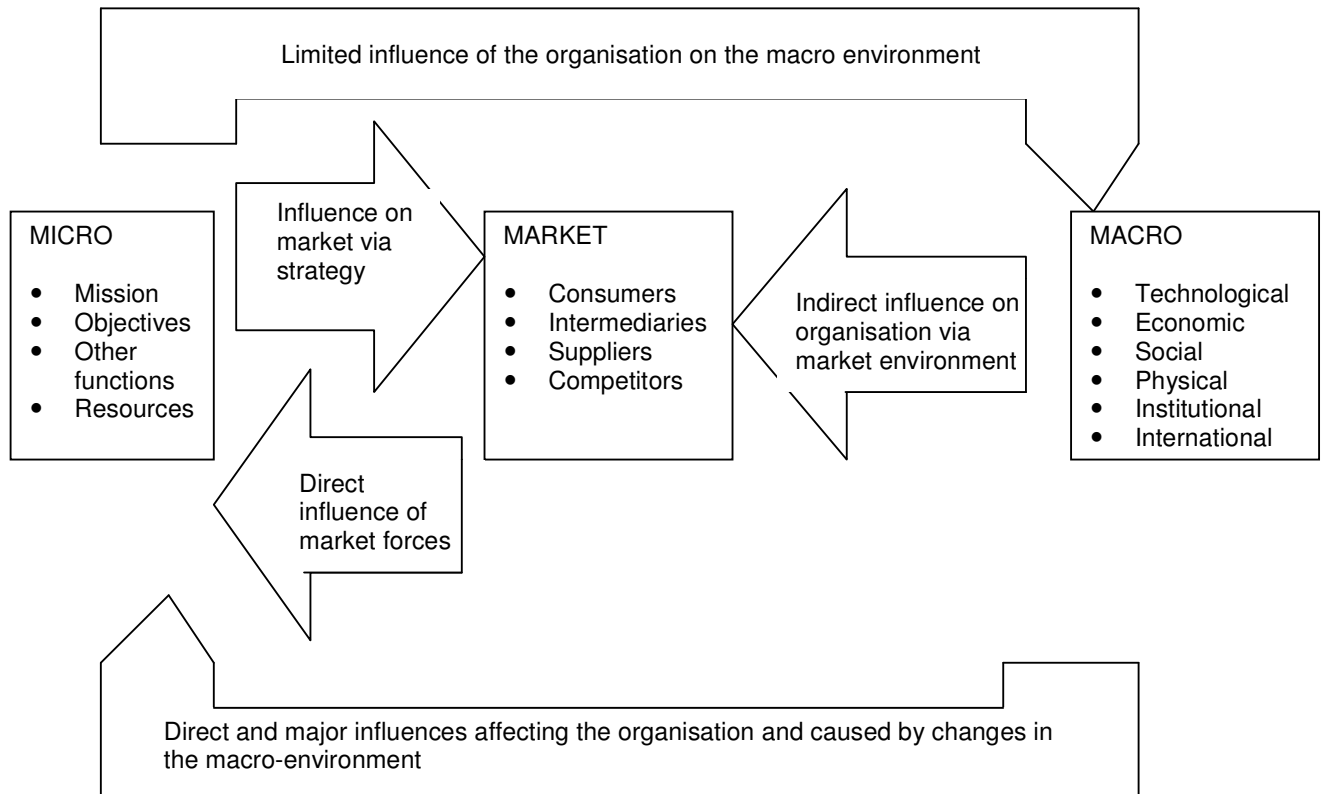 Limited influence of the organisation on the macro environment
Influence on
market via
strategy
MICRO
• Mission
• Objectives
• Other
functions
• Resources
MARKET
• Consumers
• Intermediaries
• Suppliers
• Competitors
Indirect influence on
organisation via
market environment
MACRO
• Technological
• Economic
• Social
• Physical
• Institutional
• International
Direct
influence of
market forces
Direct and major influences affecting the organisation and caused by changes in
the macro-environment